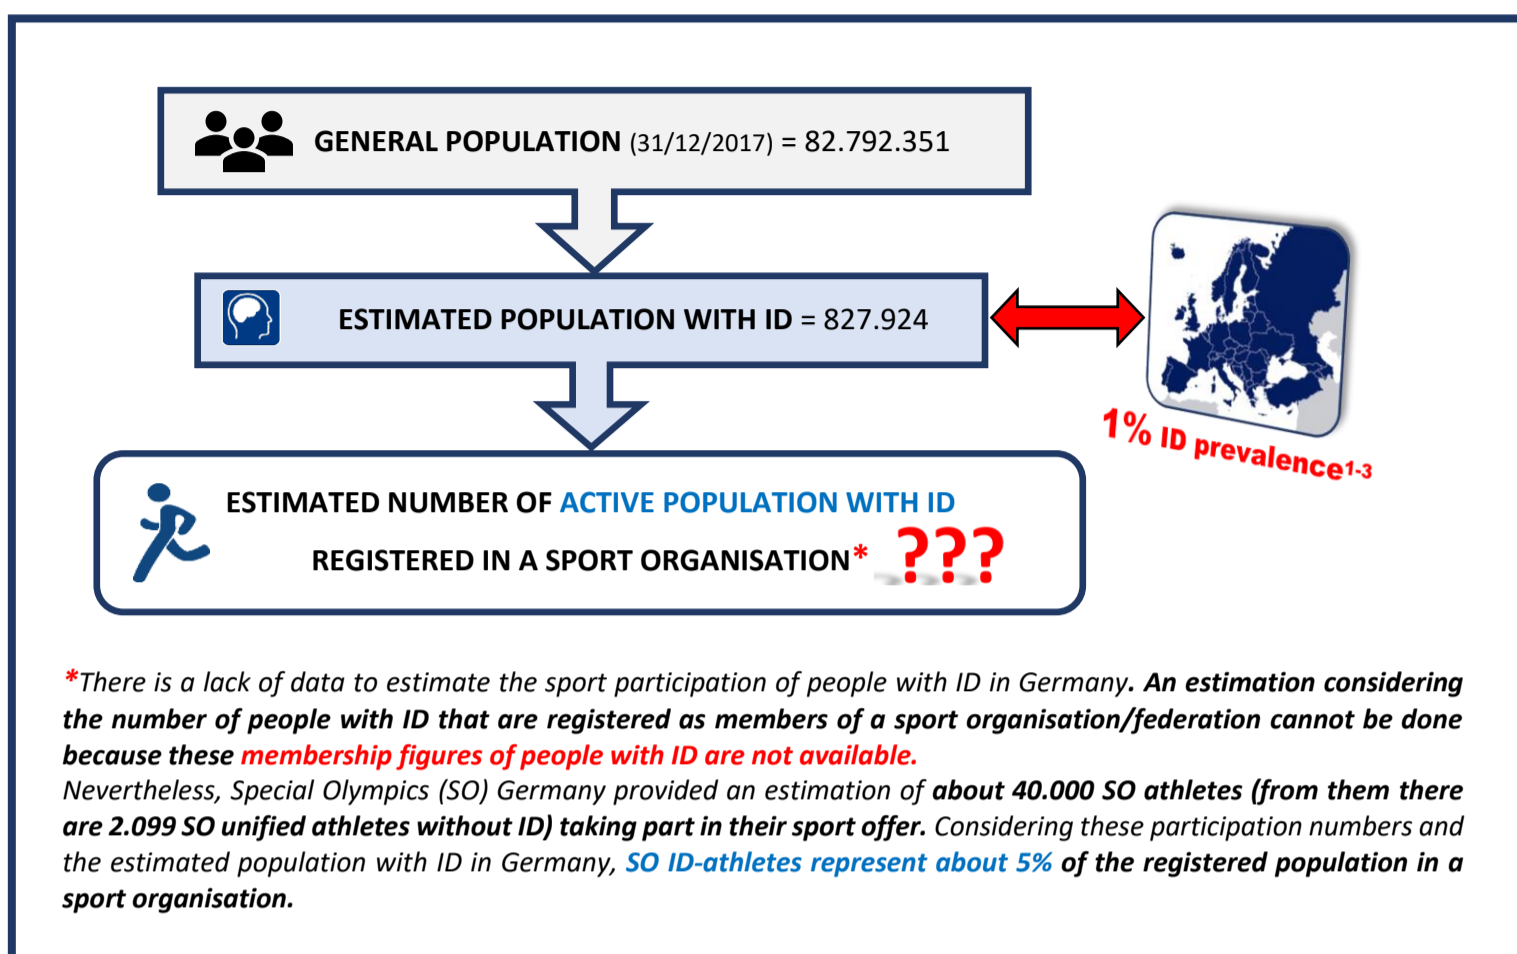 GENERAL POPULATION (31/12/2017) = 82.792.351
ESTIMATED POPULATION WITH ID = 827.924
1% ID prevalence¹⁻³
ESTIMATED NUMBER OF ACTIVE POPULATION WITH ID
REGISTERED IN A SPORT ORGANISATION* ???
*There is a lack of data to estimate the sport participation of people with ID in Germany. An estimation considering
the number of people with ID that are registered as members of a sport organisation/federation cannot be done
because these membership figures of people with ID are not available.
Nevertheless, Special Olympics (SO) Germany provided an estimation of about 40.000 SO athletes (from them there
are 2.099 SO unified athletes without ID) taking part in their sport offer. Considering these participation numbers and
the estimated population with ID in Germany, SO ID-athletes represent about 5% of the registered population in a
sport organisation.